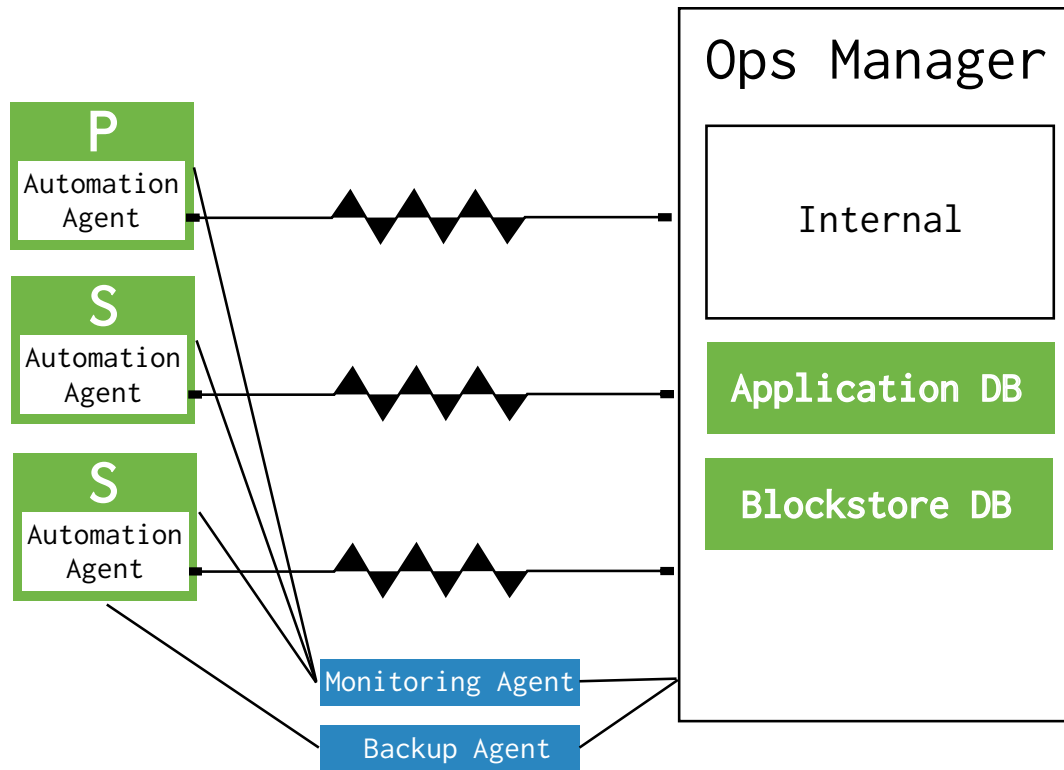 Ops Manager
P
Automation
Agent
Internal
S
Automation
Agent
Application DB
S
Automation
Agent
Blockstore DB
Monitoring Agent
Backup Agent